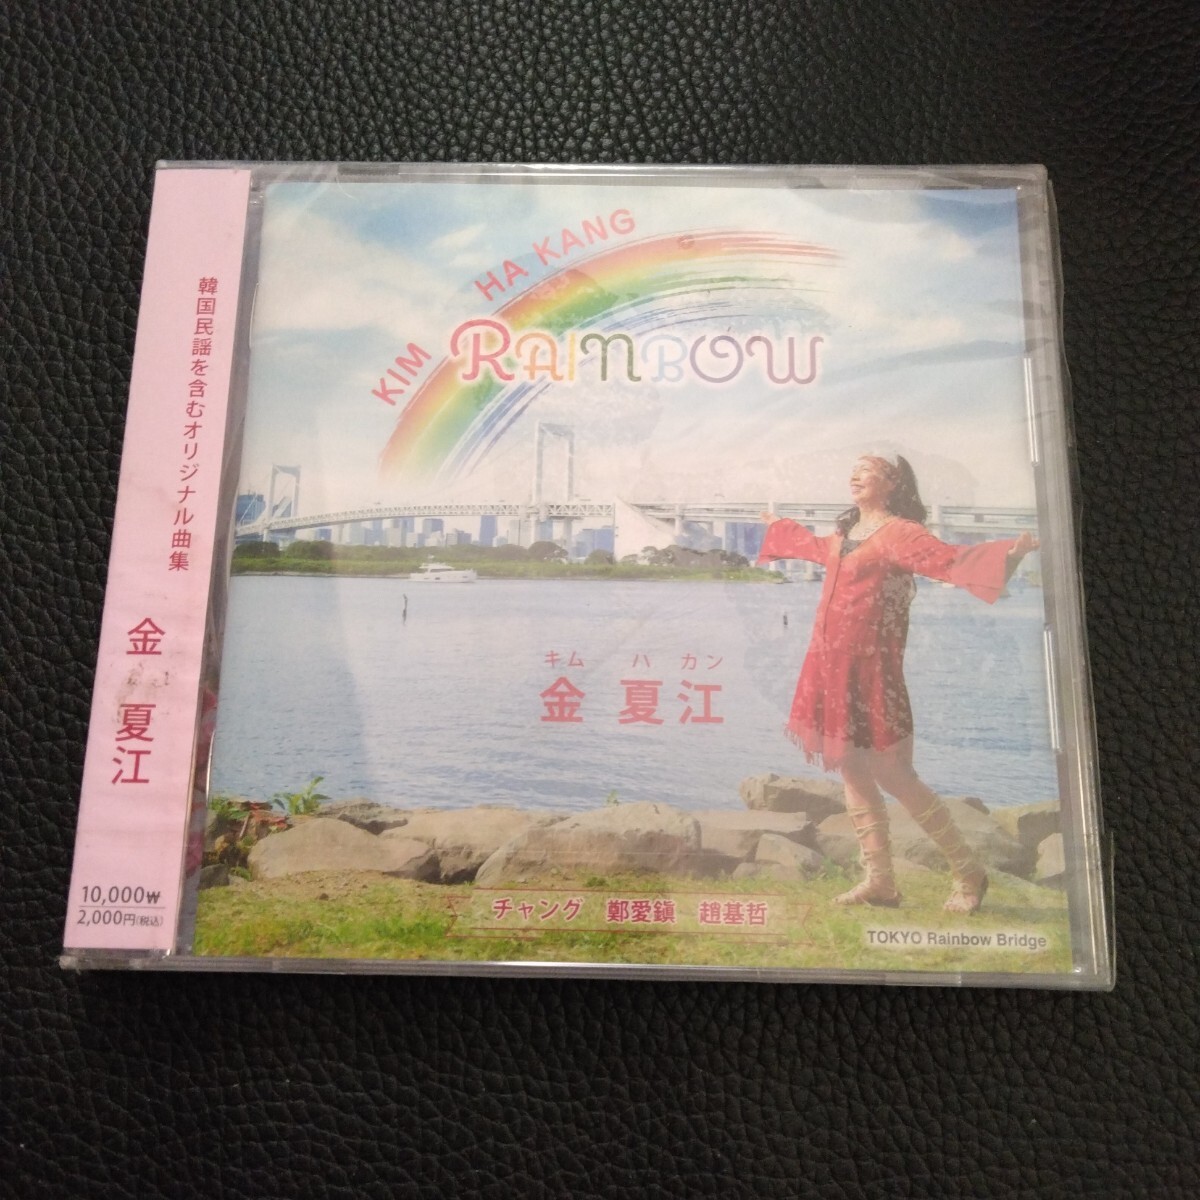 韓国民謡を含むオリジナル曲集
金 夏江
10,000₩
2,000円(税込)
KIM HA KANG
RAINBOW
キム ハ カン
金 夏江
チャング 鄭愛鎮 趙基哲
TOKYO Rainbow Bridge